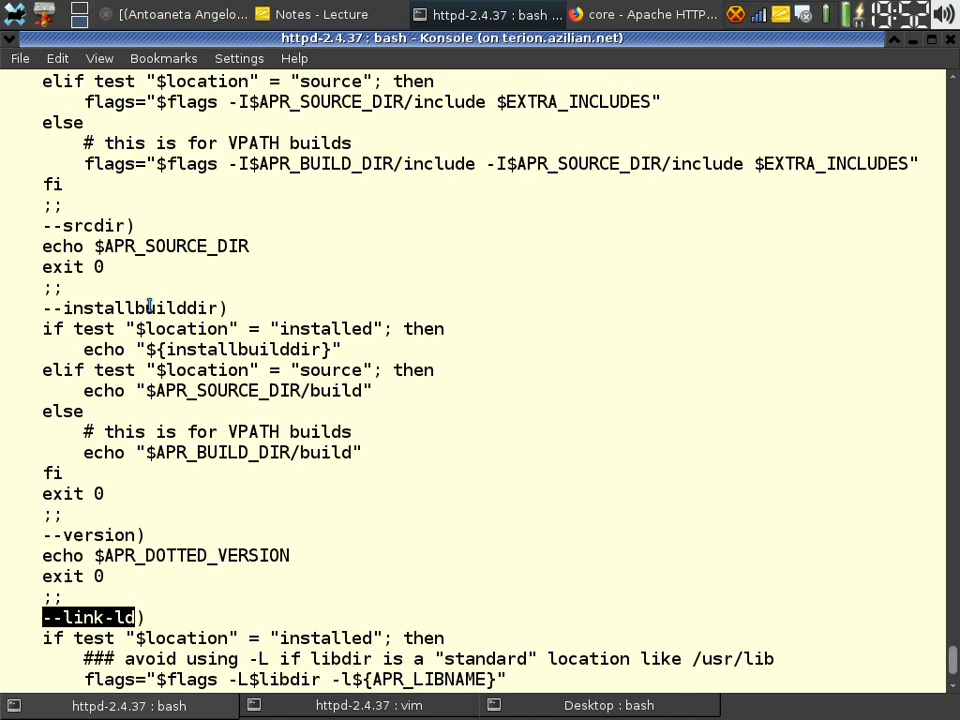 [(Antoaneta Angelo... Notes - Lecture httpd-2.4.37 : bash ... core - Apache HTTP... 18:52
httpd-2.4.37 : bash - Konsole (on terion.azilian.net)
File Edit View Bookmarks Settings Help
elif test "$location" = "source"; then
flags="$flags -I$APR_SOURCE_DIR/include $EXTRA_INCLUDES"
else
# this is for VPATH builds
flags="$flags -I$APR_BUILD_DIR/include -I$APR_SOURCE_DIR/include $EXTRA_INCLUDES"
fi
;;
--srcdir)
echo $APR_SOURCE_DIR
exit 0
;;
--installbuilddir)
if test "$location" = "installed"; then
echo "${installbuilddir}"
elif test "$location" = "source"; then
echo "$APR_SOURCE_DIR/build"
else
# this is for VPATH builds
echo "$APR_BUILD_DIR/build"
fi
exit 0
;;
--version)
echo $APR_DOTTED_VERSION
exit 0
;;
--link-ld)
if test "$location" = "installed"; then
### avoid using -L if libdir is a "standard" location like /usr/lib
flags="$flags -L$libdir -l${APR_LIBNAME}"
httpd-2.4.37 : bash httpd-2.4.37 : vim Desktop : bash